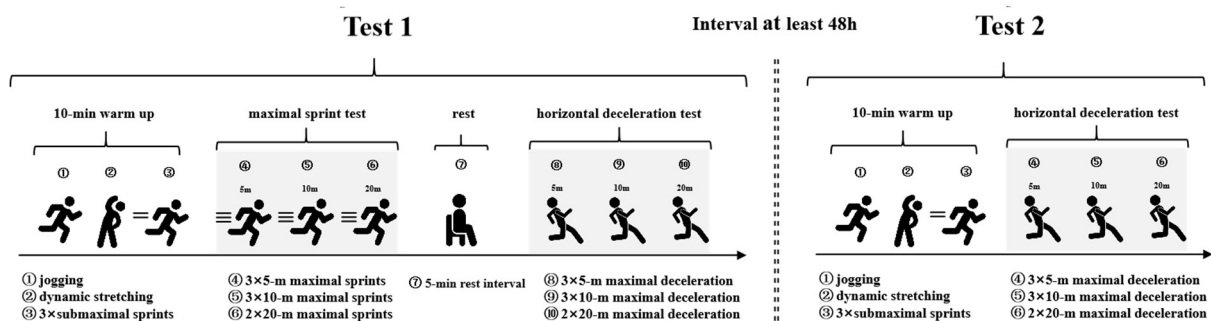 Test 1
Interval at least 48h
Test 2
10-min warm up
maximal sprint test
rest
horizontal deceleration test
10-min warm up
horizontal deceleration test
① ② ③ ④ ⑤ ⑥ ⑦ ⑧ ⑨ ⑩ ① ② ③ ④ ⑤ ⑥
5m 10m 20m 5m 10m 20m 5m 10m 20m
① jogging
② dynamic stretching
③ 3×submaximal sprints
④ 3×5-m maximal sprints
⑤ 3×10-m maximal sprints
⑥ 2×20-m maximal sprints
⑦ 5-min rest interval
⑧ 3×5-m maximal deceleration
⑨ 3×10-m maximal deceleration
⑩ 2×20-m maximal deceleration
① jogging
② dynamic stretching
③ 3×submaximal sprints
④ 3×5-m maximal deceleration
⑤ 3×10-m maximal deceleration
⑥ 2×20-m maximal deceleration